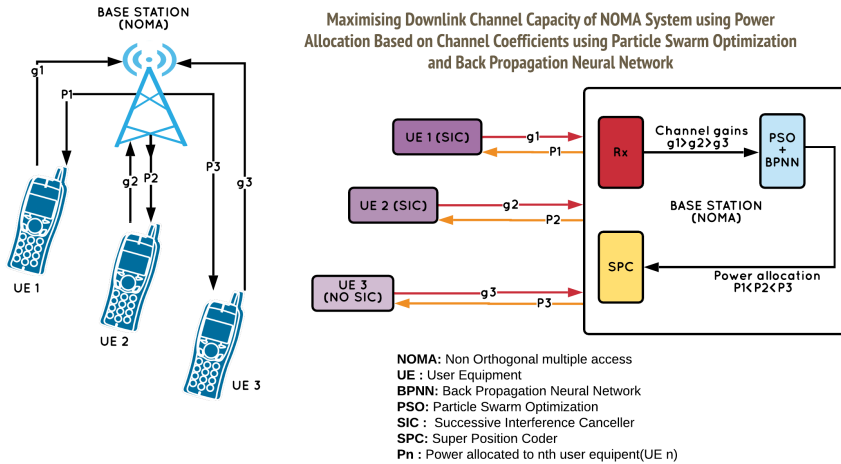 BASE STATION
(NOMA)
g1
P1
g2
P2
P3
g3
UE 1
UE 2
UE 3
Maximising Downlink Channel Capacity of NOMA System using Power
Allocation Based on Channel Coefficients using Particle Swarm Optimization
and Back Propagation Neural Network
UE 1 (SIC)
g1
P1
Rx
Channel gains
g1>g2>g3
PSO
+
BPNN
UE 2 (SIC)
g2
P2
BASE STATION
(NOMA)
SPC
Power allocation
P1<P2<P3
UE 3
(NO SIC)
g3
P3
NOMA: Non Orthogonal multiple access
UE : User Equipment
BPNN: Back Propagation Neural Network
PSO: Particle Swarm Optimization
SIC : Successive Interference Canceller
SPC: Super Position Coder
Pn : Power allocated to nth user equipent(UE n)